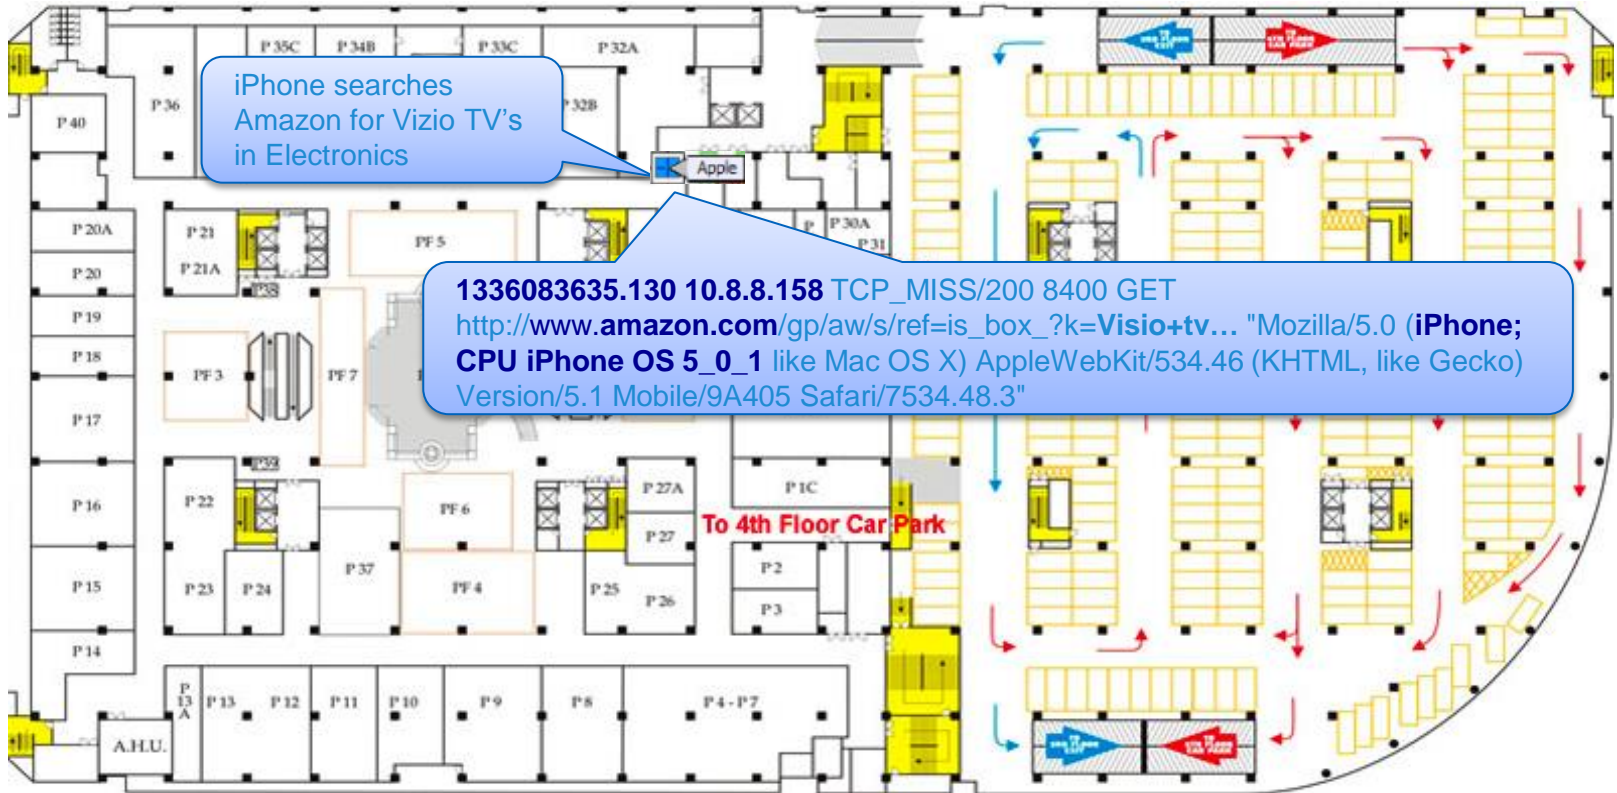 P 35C
P 34B
P 33C
P 32A
iPhone searches
Amazon for Vizio TV's
in Electronics
P 36
P 32B
P 40
Apple
P 20A
P 21
PF 5
P
P 30A
P 31
P 21A
P 20
P38
1336083635.130 10.8.8.158 TCP_MISS/200 8400 GET
http://www.amazon.com/gp/aw/s/ref=is_box_?k=Visio+tv… "Mozilla/5.0 (iPhone;
CPU iPhone OS 5_0_1 like Mac OS X) AppleWebKit/534.46 (KHTML, like Gecko)
Version/5.1 Mobile/9A405 Safari/7534.48.3"
P 19
P 18
PF 3
PF 7
P 17
P39
P 16
P 22
PF 6
P 27A
P 1C
To 4th Floor Car Park
P 27
P 37
P 2
P 15
P 23
P 24
PF 4
P 25
P 26
P 3
P 14
P
13
A
P 13
P 12
P 11
P 10
P 9
P 8
P 4 - P 7
A.H.U.